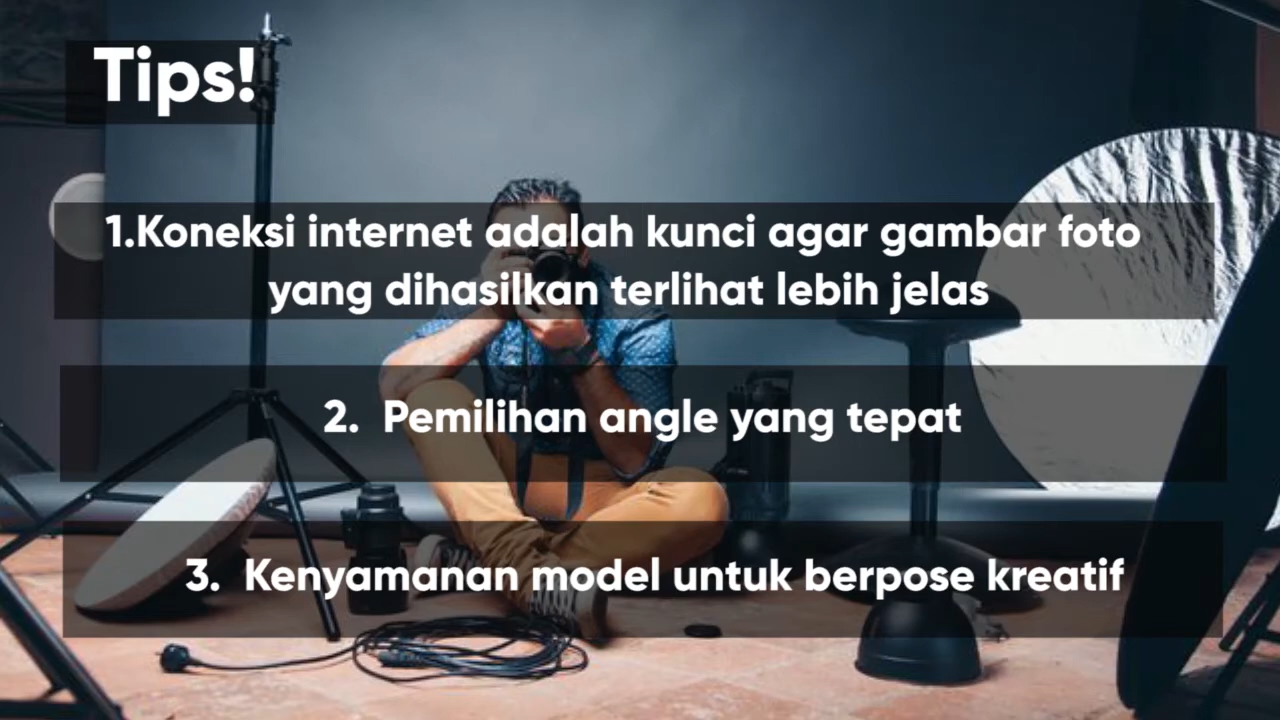 Tips!
1.Koneksi internet adalah kunci agar gambar foto
yang dihasilkan terlihat lebih jelas
2. Pemilihan angle yang tepat
3. Kenyamanan model untuk berpose kreatif